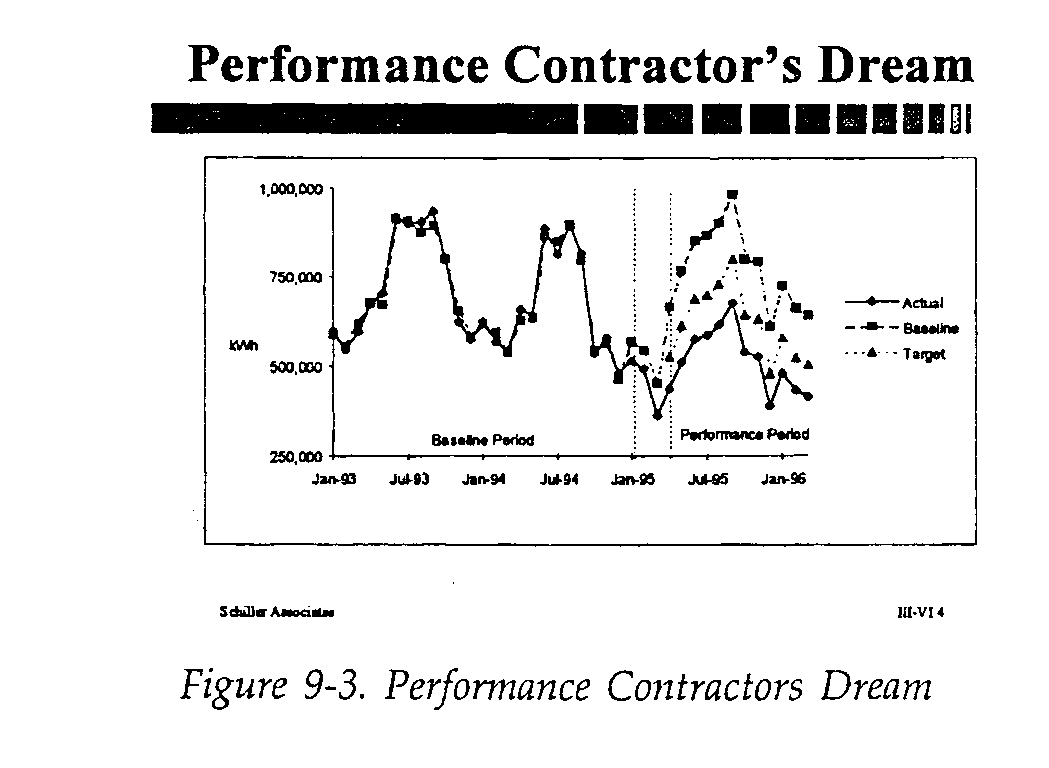 Performance Contractor's Dream
1,000,000
750,000
kWh
500,000
250,000
Baseline Period
Performance Period
Jan-93 Jul-93 Jan-94 Jul-94 Jan-95 Jul-95 Jan-96
Actual
Baseline
Target
Schiller Associates
III-VI 4
Figure 9-3. Performance Contractors Dream